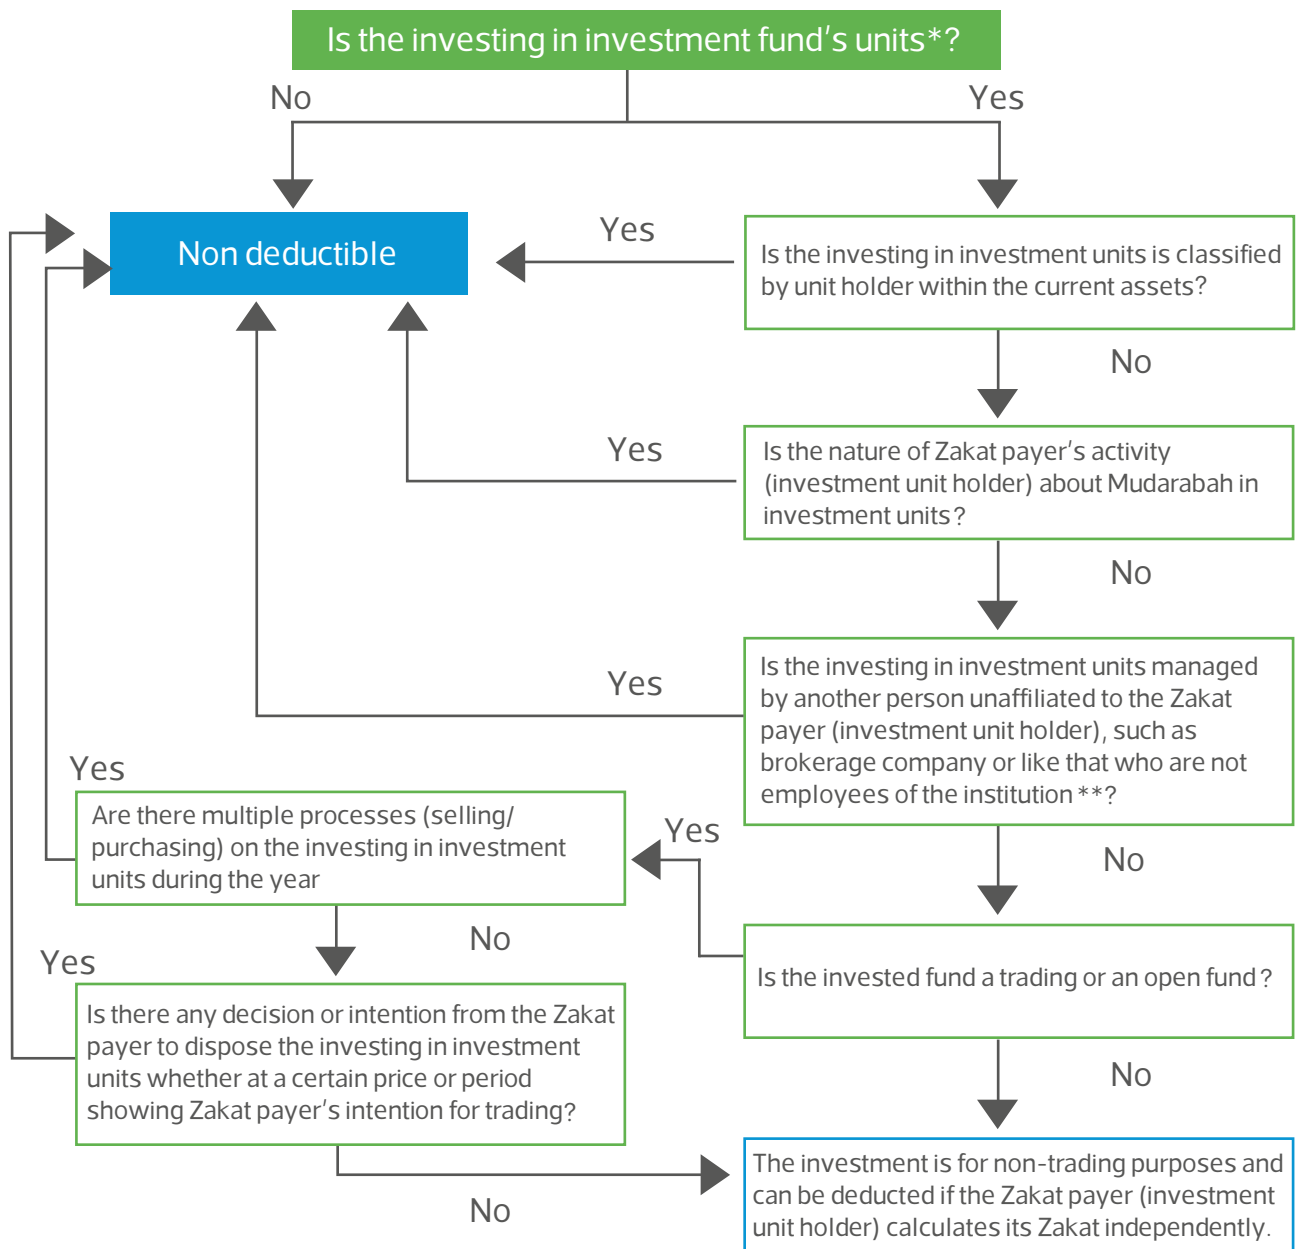 Is the investing in investment fund's units*?
No
Yes
Non deductible
Yes
Is the investing in investment units is classified
by unit holder within the current assets?
No
Yes
Is the nature of Zakat payer's activity
(investment unit holder) about Mudarabah in
investment units?
No
Yes
Is the investing in investment units managed
by another person unaffiliated to the Zakat
payer (investment unit holder), such as
brokerage company or like that who are not
employees of the institution**?
No
Yes
Is the invested fund a trading or an open fund?
No
Yes
Are there multiple processes (selling/
purchasing) on the investing in investment
units during the year
No
Yes
Is there any decision or intention from the Zakat
payer to dispose the investing in investment
units whether at a certain price or period
showing Zakat payer's intention for trading?
No
The investment is for non-trading purposes and
can be deducted if the Zakat payer (investment
unit holder) calculates its Zakat independently.